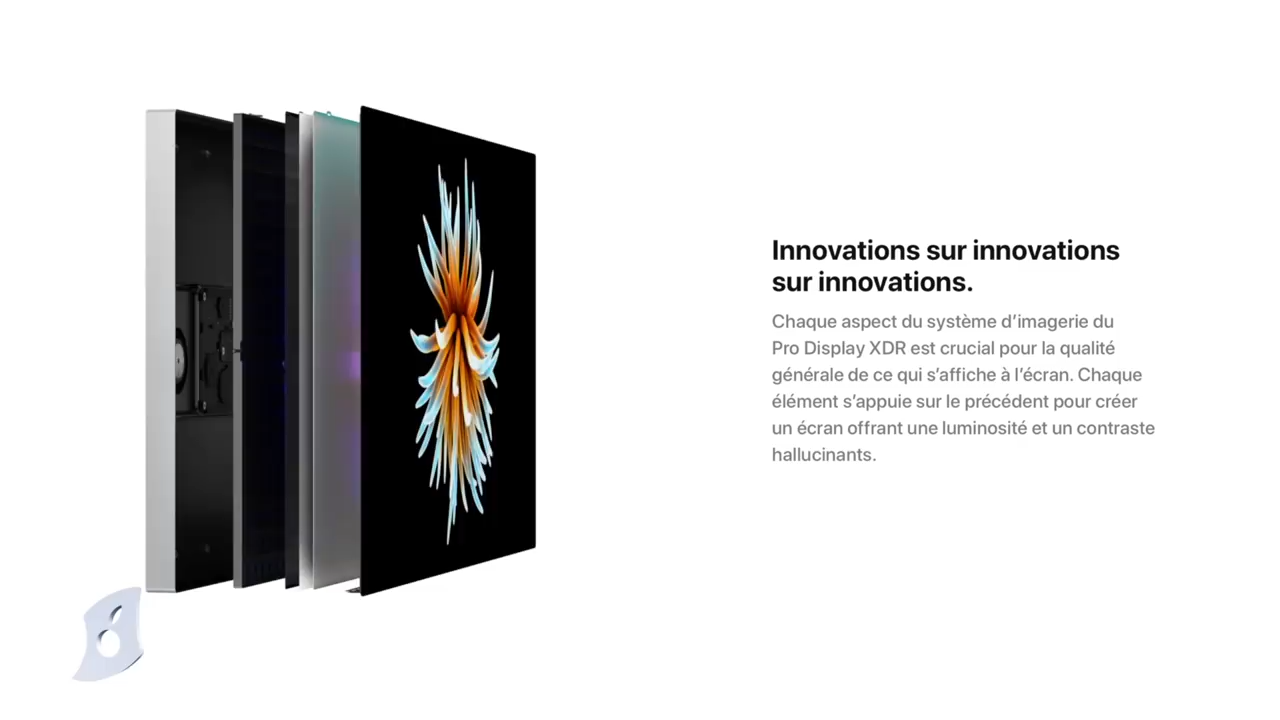 Innovations sur innovations
sur innovations.
Chaque aspect du système d’imagerie du
Pro Display XDR est crucial pour la qualité
générale de ce qui s’affiche à l’écran. Chaque
élément s’appuie sur le précédent pour créer
un écran offrant une luminosité et un contraste
hallucinants.